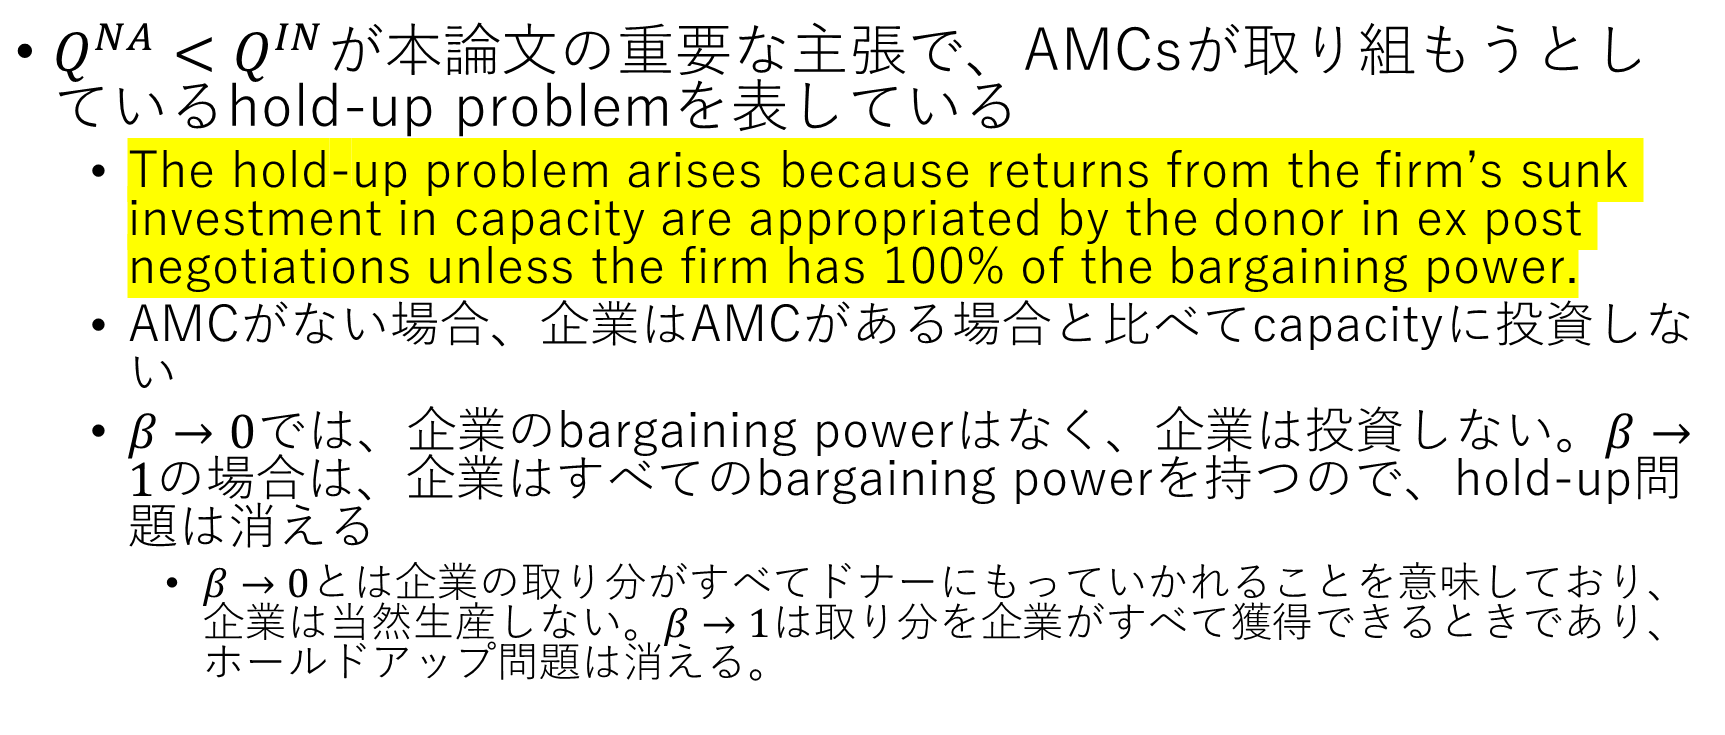 • Q^{NA} < Q^{IN}が本論文の重要な主張で、AMCsが取り組もうとし
ているhold-up problemを表している
• The hold-up problem arises because returns from the firm’s sunk
investment in capacity are appropriated by the donor in ex post
negotiations unless the firm has 100% of the bargaining power.
• AMCがない場合、企業はAMCがある場合と比べてcapacityに投資しな
い
• β → 0では、企業のbargaining powerはなく、企業は投資しない。β →
1の場合は、企業はすべてのbargaining powerを持つので、hold-up問
題は消える
• β → 0とは企業の取り分がすべてドナーにもっていかれることを意味しており、
企業は当然生産しない。β → 1は取り分を企業がすべて獲得できるときであり、
ホールドアップ問題は消える。